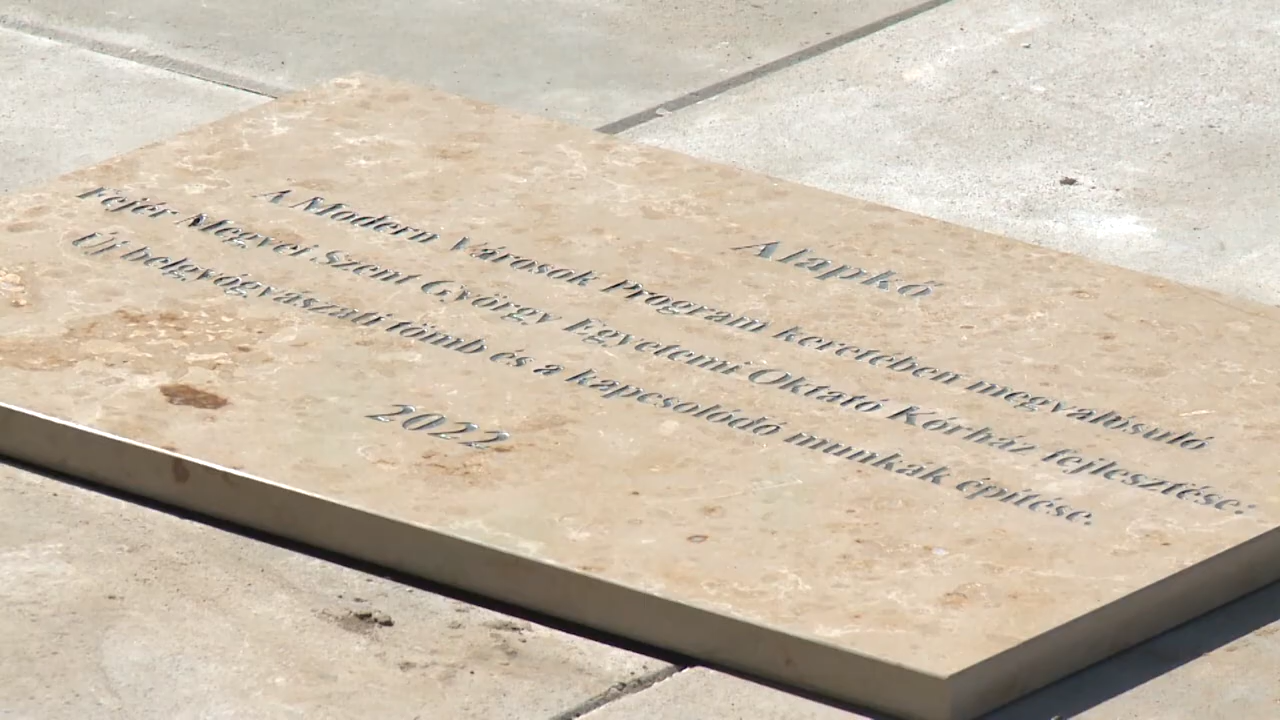 Alapkó
A Modern Városok Program keretében megvalósuló
Fejér Megyei Szent György Egyetemi Oktató Kórház fejlesztése:
Új belgyógyászati tömb és a kapcsolódó munkák építése.
2022